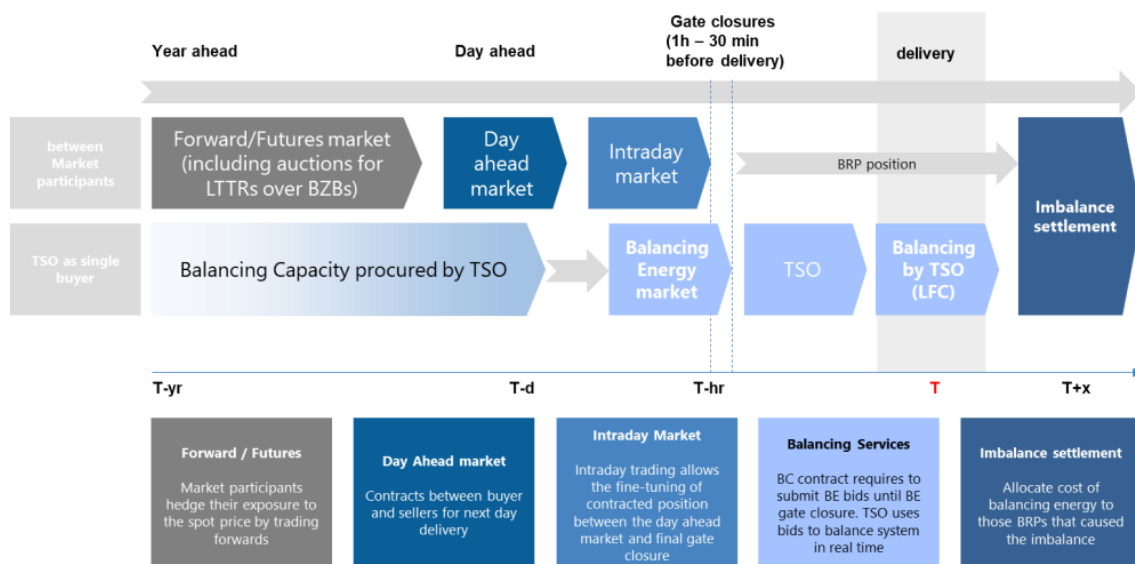 Year ahead
Day ahead
Gate closures
(1h – 30 min
before delivery)
delivery
between
Market
participants
Forward/Futures market
(including auctions for
LTTRs over BZBs)
Day
ahead
market
Intraday
market
BRP position
Imbalance
settlement
TSO as single
buyer
Balancing Capacity procured by TSO
Balancing
Energy
market
TSO
Balancing
by TSO
(LFC)
T-yr
T-d
T-hr
T
T+x
Forward / Futures
Market participants
hedge their exposure to
the spot price by trading
forwards
Day Ahead market
Contracts between buyer
and sellers for next day
delivery
Intraday Market
Intraday trading allows
the fine-tuning of
contracted position
between the day ahead
market and final gate
closure
Balancing Services
BC contract requires to
submit BE bids until BE
gate closure. TSO uses
bids to balance system
in real time
Imbalance settlement
Allocate cost of
balancing energy to
those BRPs that caused
the imbalance